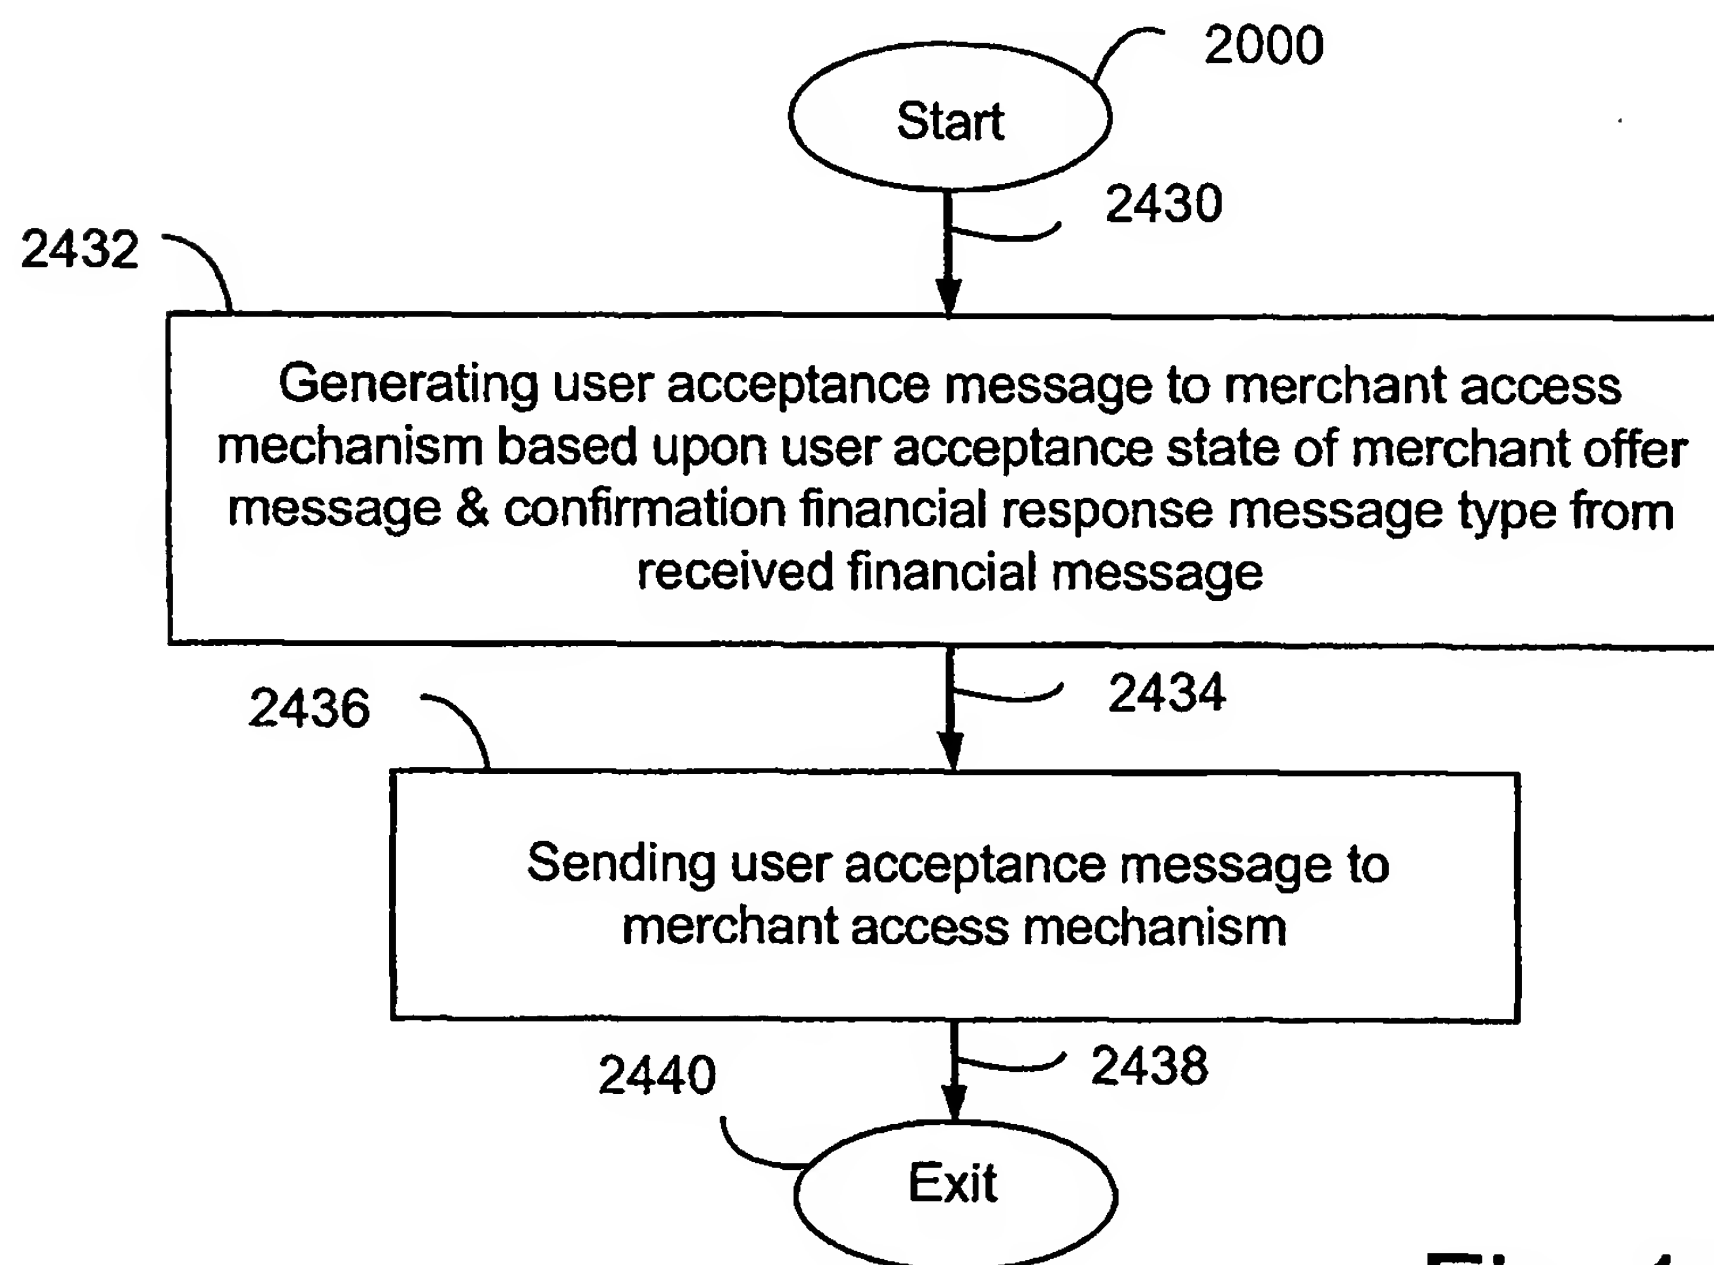 2000
Start
2430
2432
Generating user acceptance message to merchant access
mechanism based upon user acceptance state of merchant offer
message & confirmation financial response message type from
received financial message
2434
2436
Sending user acceptance message to
merchant access mechanism
2438
2440
Exit